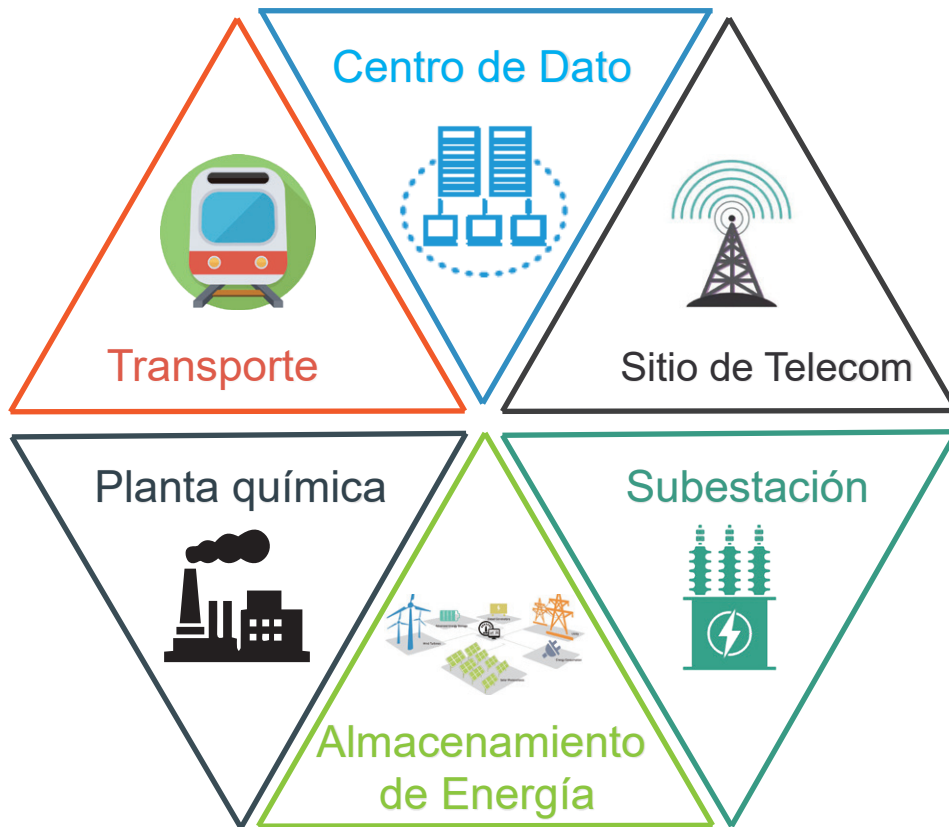 Centro de Dato
Transporte
Sitio de Telecom
Planta química
Subestación
Almacenamiento
de Energía